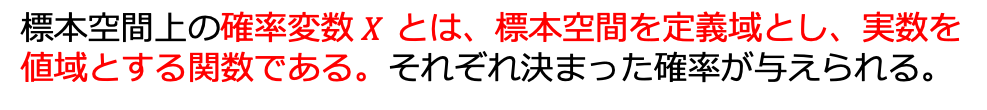 標本空間上の確率変数 X とは、標本空間を定義域とし、実数を
値域とする関数である。それぞれ決まった確率が与えられる。